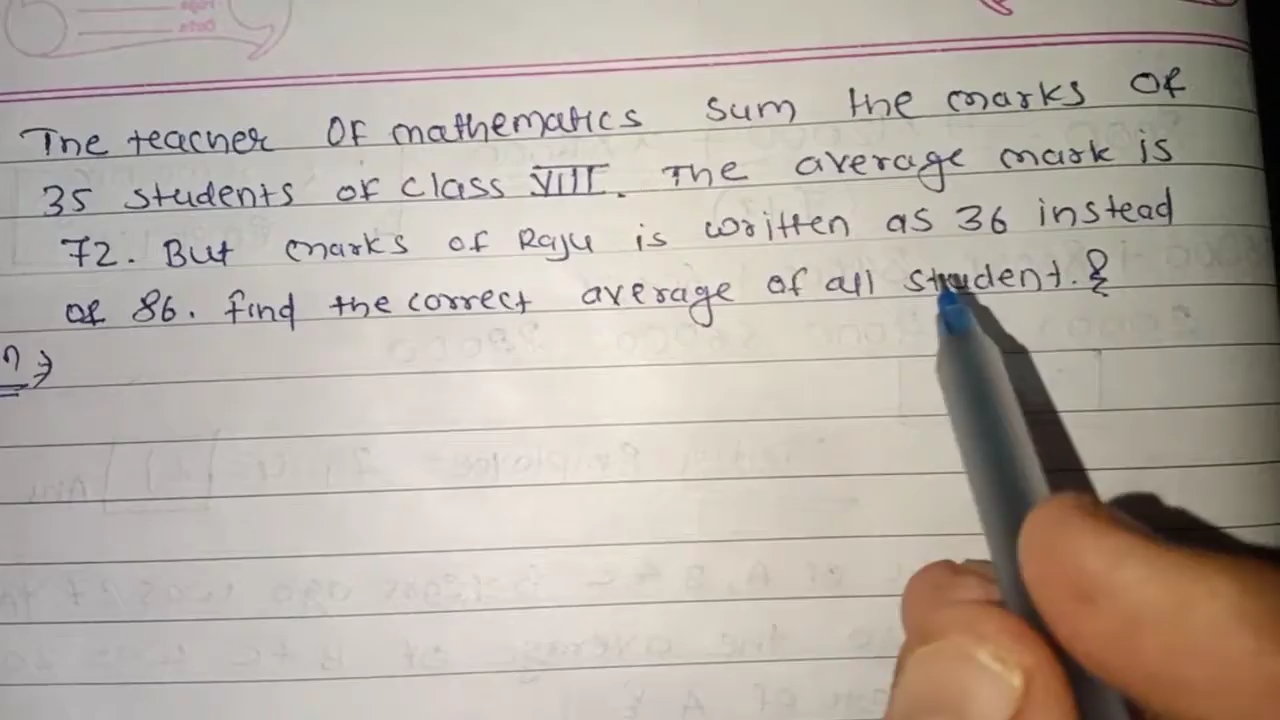 Date
The teacher of mathematics sum the marks of
35 students of class VIII. The average mark is
72. But marks of Raju is written as 36 instead
of 86. find the correct average of all student.?